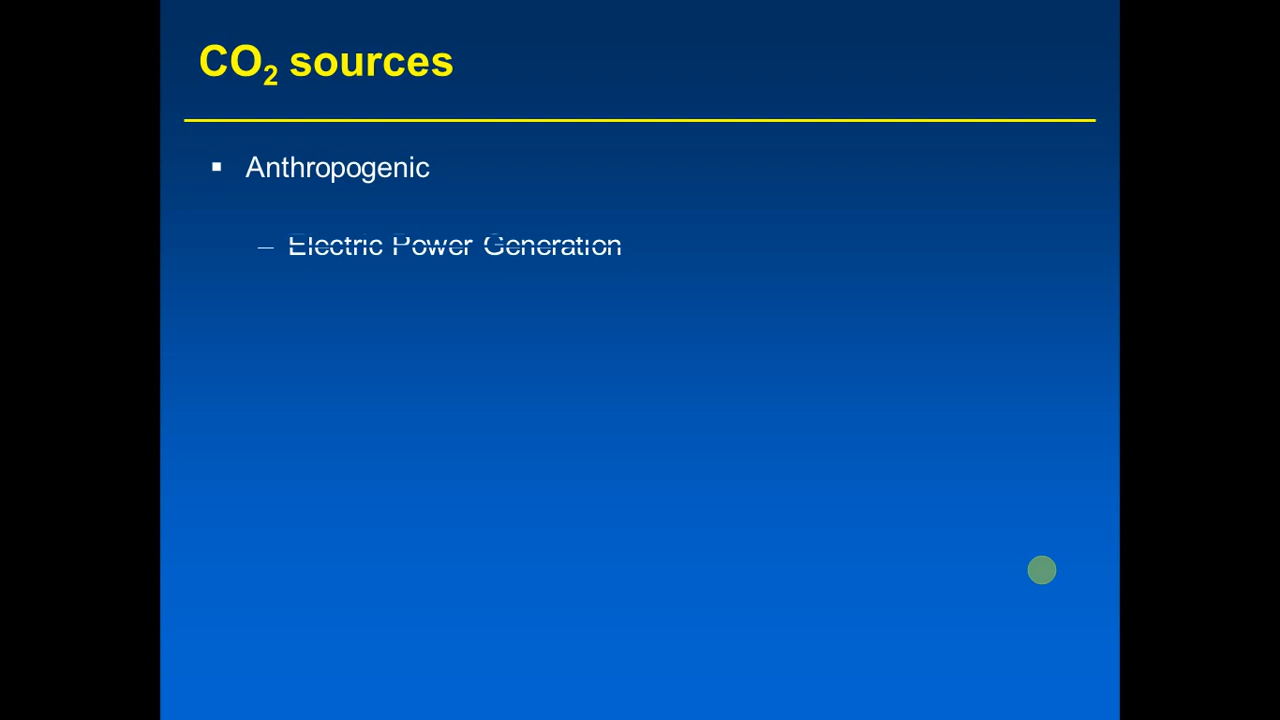 CO₂ sources
▪ Anthropogenic
– Electric Power Generation